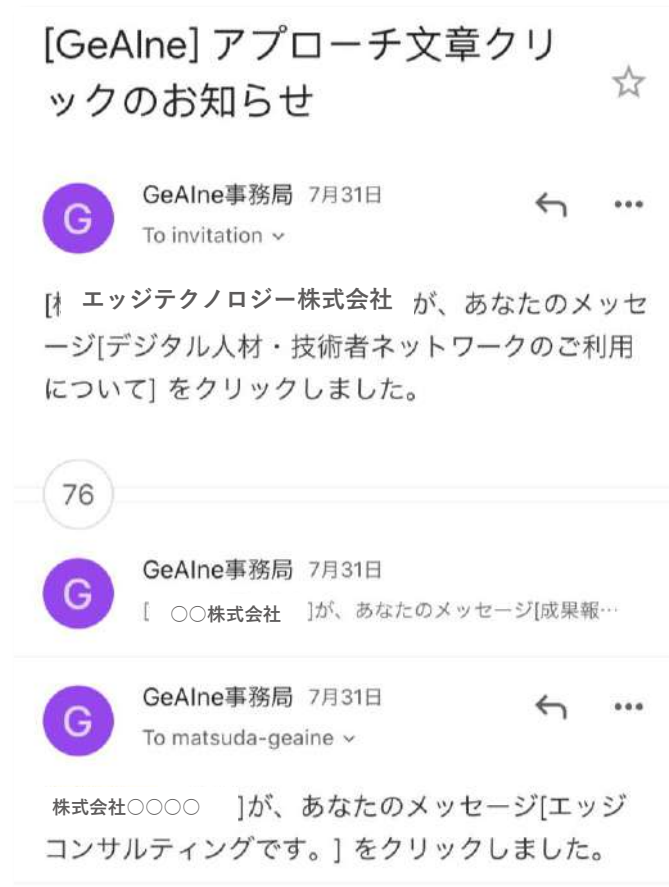 [GeAIne] アプローチ文章クリ
ックのお知らせ
G
GeAIne事務局 7月31日
To invitation
[ エッジテクノロジー株式会社 が、あなたのメッセ
ージ[デジタル人材・技術者ネットワークのご利用
について] をクリックしました。
76
G
GeAIne事務局 7月31日
[ ○○株式会社 ]が、あなたのメッセージ[成果報…
G
GeAIne事務局 7月31日
To matsuda-geaine
株式会社○○○○ ]が、あなたのメッセージ[エッジ
コンサルティングです。] をクリックしました。